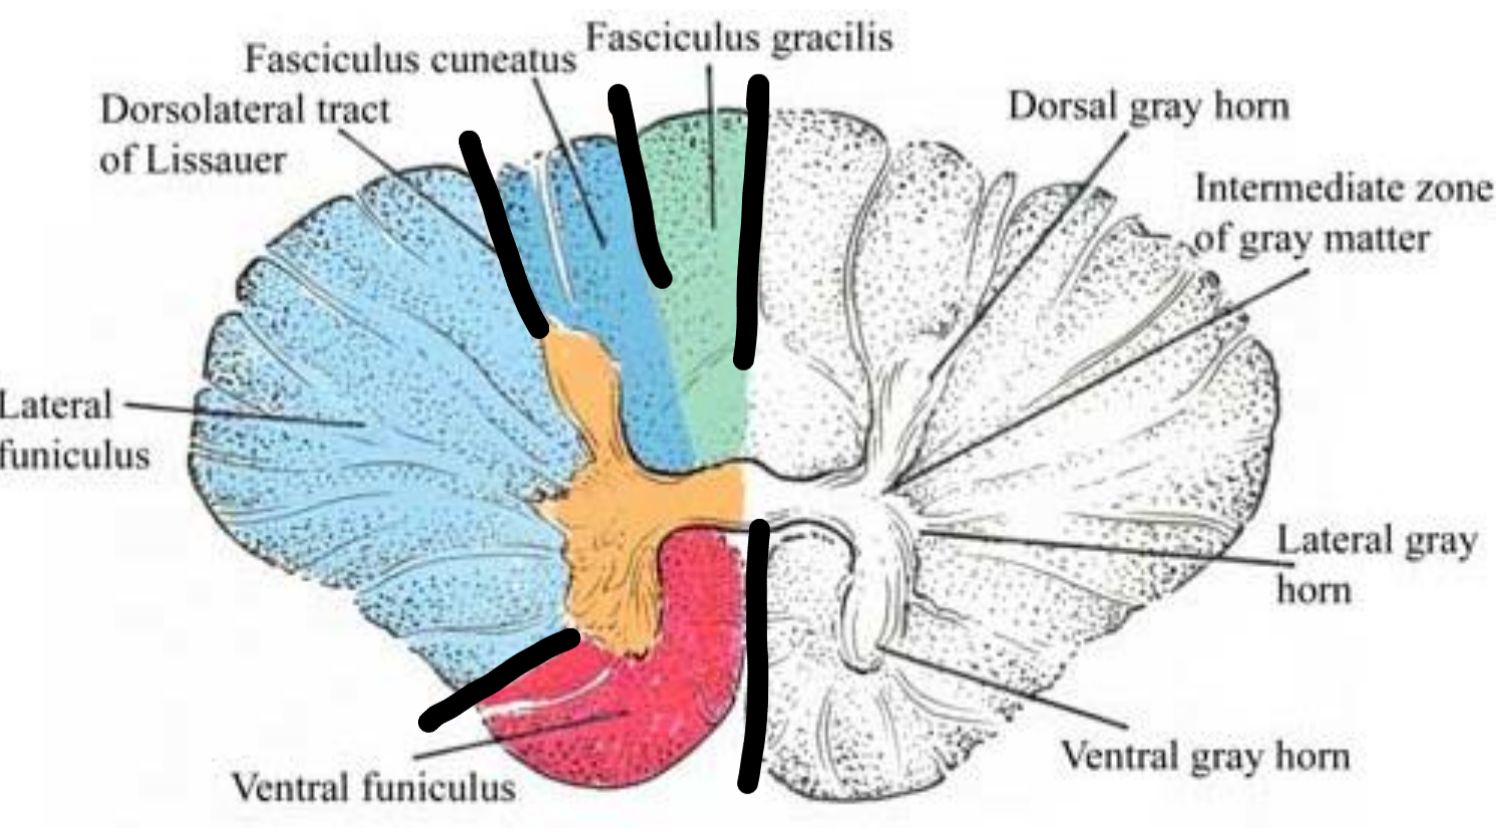 Fasciculus gracilis
Fasciculus cuneatus
Dorsolateral tract
of Lissauer
Dorsal gray horn
Intermediate zone
of gray matter
Lateral
funiculus
Lateral gray
horn
Ventral gray horn
Ventral funiculus